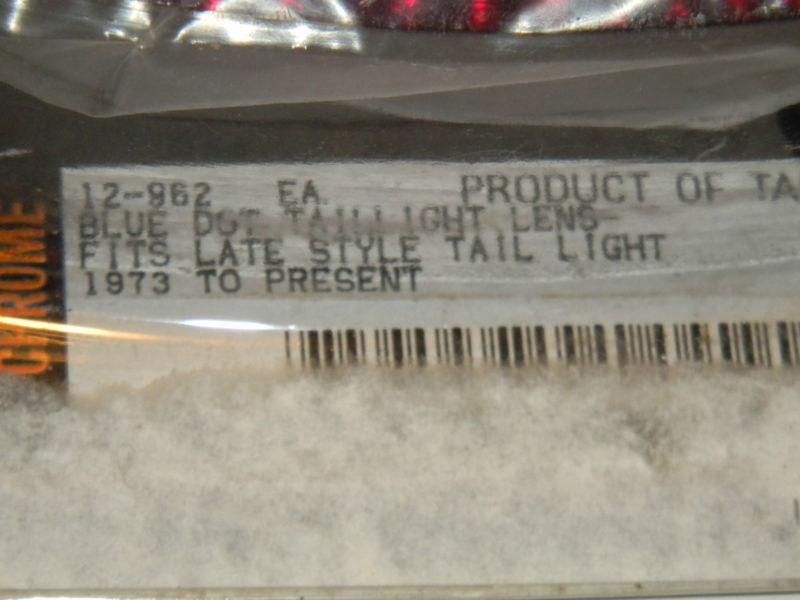 12-962 EA. PRODUCT OF TA
BLUE DOT TAILLIGHT LENS
FITS LATE STYLE TAIL LIGHT
1973 TO PRESENT
CHROME